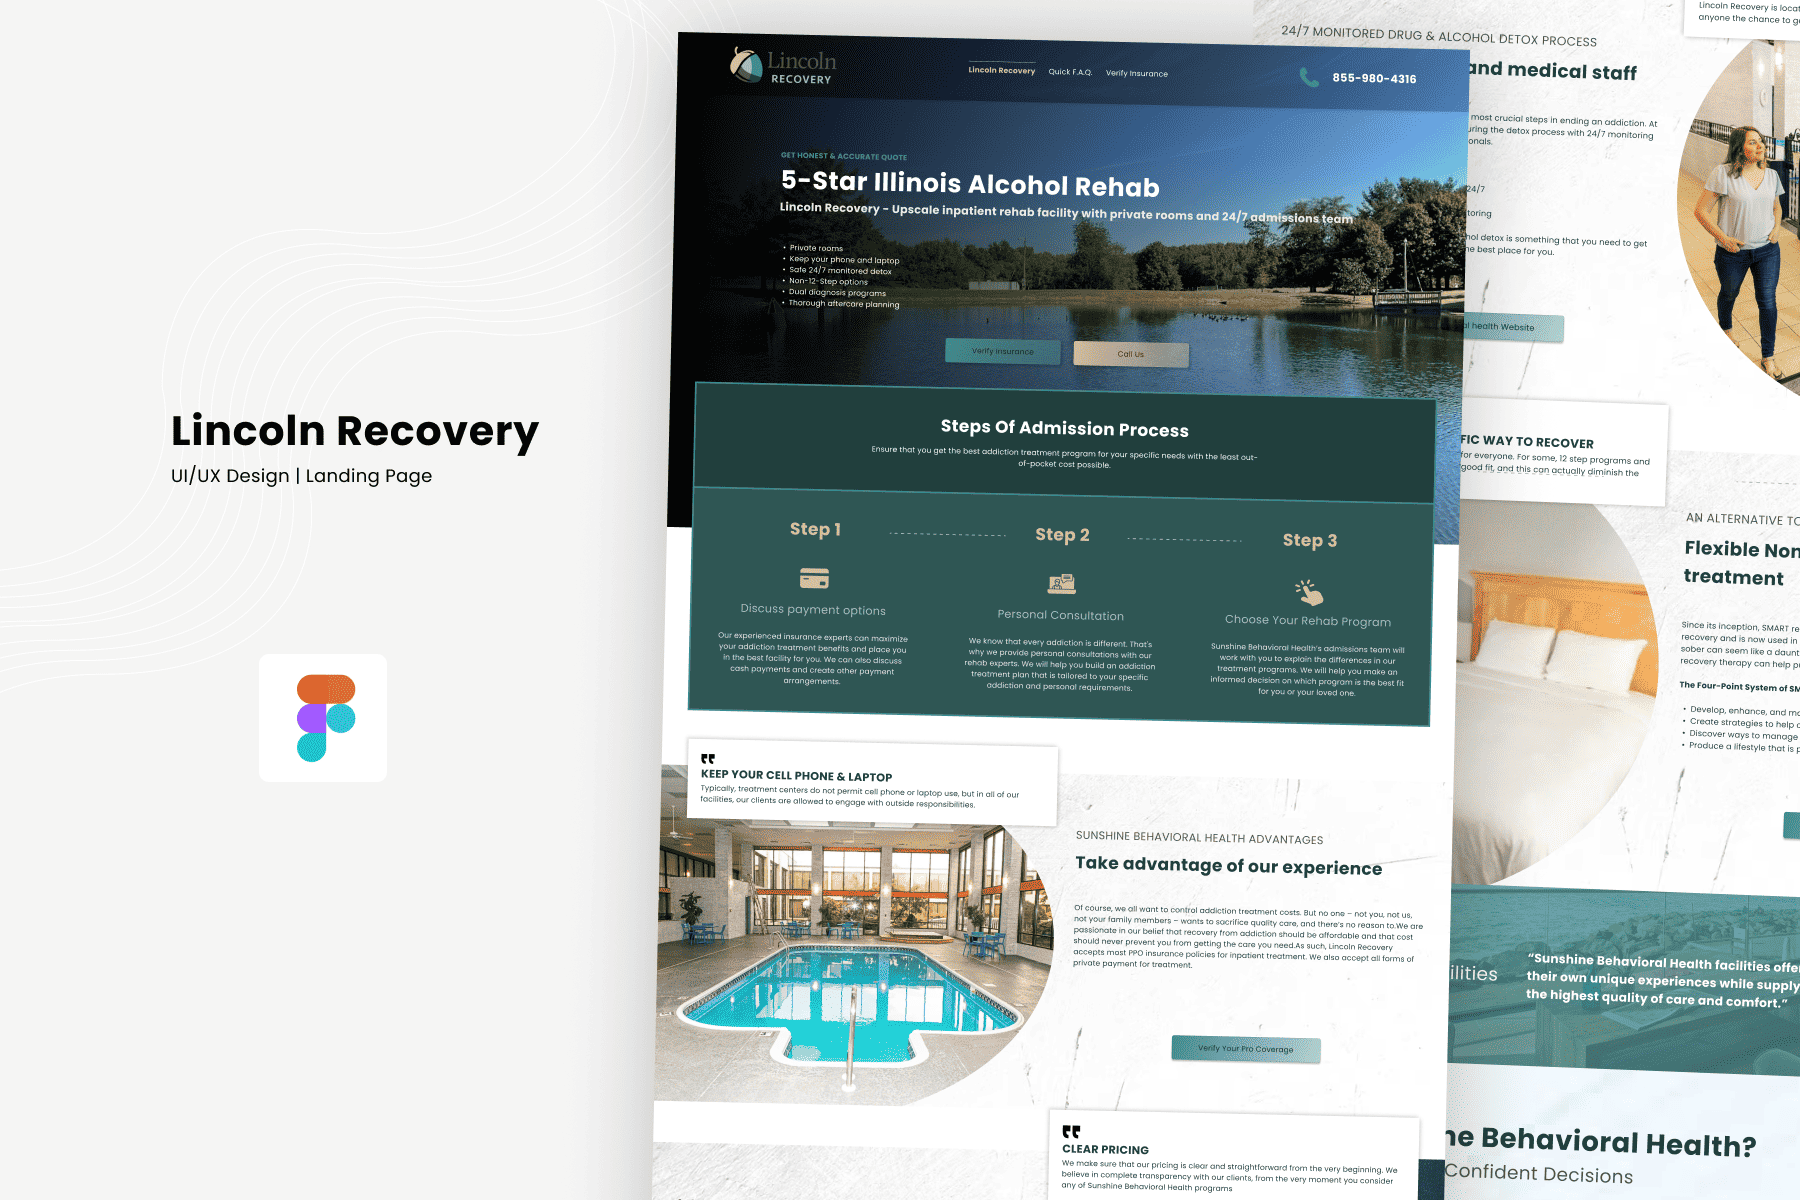 Lincoln Recovery
UI/UX Design | Landing Page
Lincoln
RECOVERY
Lincoln Recovery
Quick F.A.Q.
Verify Insurance
855-980-4316
GET HONEST & ACCURATE QUOTE
5-Star Illinois Alcohol Rehab
Lincoln Recovery - Upscale inpatient rehab facility with private rooms and 24/7 admissions team
• Private rooms
• Keep your phone and laptop
• Safe 24/7 monitored detox
• Non-12-Step options
• Dual diagnosis programs
• Thorough aftercare planning
Verify Insurance
Call Us
Steps Of Admission Process
Ensure that you get the best addiction treatment program for your specific needs with the least out-
of-pocket cost possible.
Step 1
Discuss payment options
Our experienced insurance experts can maximize
your addiction treatment benefits and place you
in the best facility for you. We can also discuss
cash payments and create other payment
arrangements.
Step 2
Personal Consultation
We know that every addiction is different. That's
why we provide personal consultations with our
rehab experts. We will help you build an addiction
treatment plan that is tailored to your specific
addiction and personal requirements.
Step 3
Choose Your Rehab Program
Sunshine Behavioral Health's admissions team will
work with you to explain the differences in our
treatment programs. We will help you make an
informed decision on which program is the best fit
for you or your loved one.
KEEP YOUR CELL PHONE & LAPTOP
Typically, treatment centers do not permit cell phone or laptop use, but in all of our
facilities, our clients are allowed to engage with outside responsibilities.
SUNSHINE BEHAVIORAL HEALTH ADVANTAGES
Take advantage of our experience
Of course, we all want to control addiction treatment costs. But no one – not you, not us,
not your family members – wants to sacrifice quality care, and there's no reason to.We are
passionate in our belief that recovery from addiction should be affordable and that cost
should never prevent you from getting the care you need.As such, Lincoln Recovery
accepts most PPO insurance policies for inpatient treatment. We also accept all forms of
private payment for treatment.
Verify Your Pro Coverage
CLEAR PRICING
We make sure that our pricing is clear and straightforward from the very beginning. We
believe in complete transparency with our clients, from the very moment you consider
any of Sunshine Behavioral Health programs
Lincoln Recovery is locat
anyone the chance to ge
24/7 MONITORED DRUG & ALCOHOL DETOX PROCESS
and medical staff
most crucial steps in ending an addiction. At
uring the detox process with 24/7 monitoring
onals.
24/7
toring
hol detox is something that you need to get
he best place for you.
al health Website
FIC WAY TO RECOVER
for everyone. For some, 12 step programs and
good fit, and this can actually diminish the
AN ALTERNATIVE TO
Flexible Non
treatment
Since its inception, SMART re
recovery and is now used in
sober can seem like a daunt
recovery therapy can help p
The Four-Point System of SM
• Develop, enhance, and mo
• Create strategies to help c
• Discover ways to manage
• Produce a lifestyle that is p
ilities
“Sunshine Behavioral Health facilities offer
their own unique experiences while supply
the highest quality of care and comfort.”
ne Behavioral Health?
Confident Decisions